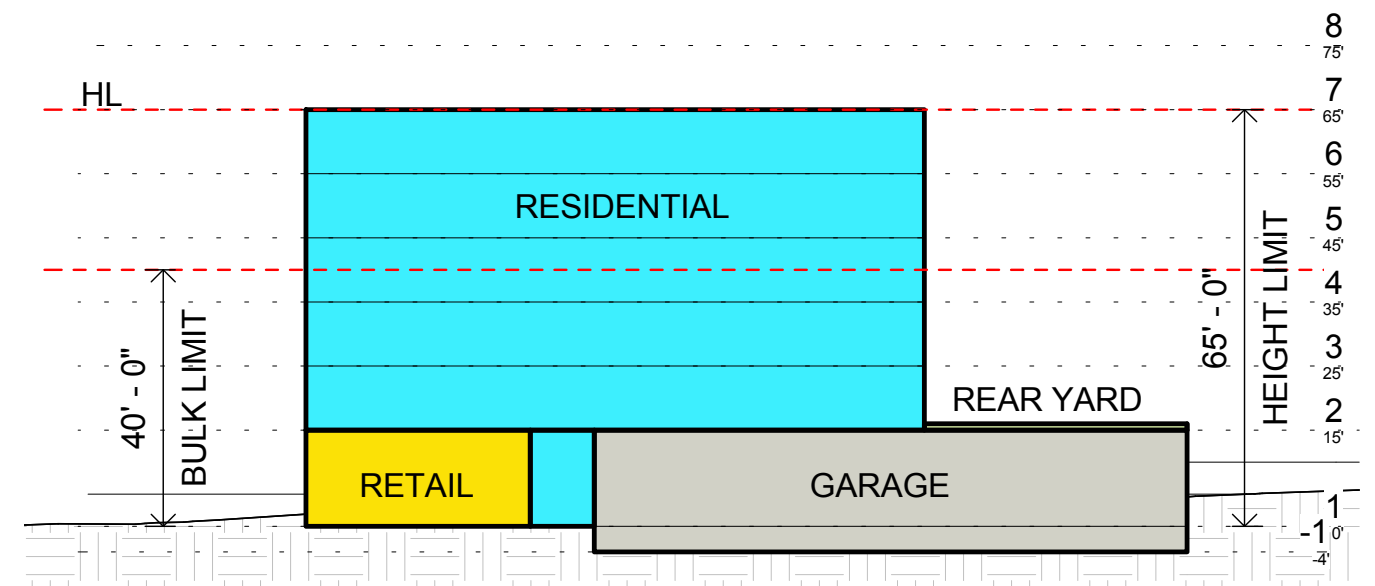 8
75'
HL
7
65'
6
55'
RESIDENTIAL
5
45'
4
35'
40' - 0"
BULK LIMIT
65' - 0"
HEIGHT LIMIT
3
25'
REAR YARD
2
15'
RETAIL
GARAGE
1
0'
-1
-4'